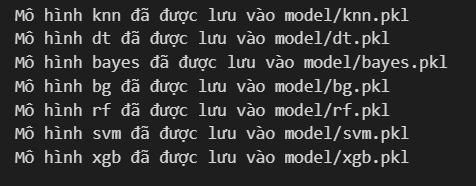 Mô hình knn đã được lưu vào model/knn.pkl
Mô hình dt đã được lưu vào model/dt.pkl
Mô hình bayes đã được lưu vào model/bayes.pkl
Mô hình bg đã được lưu vào model/bg.pkl
Mô hình rf đã được lưu vào model/rf.pkl
Mô hình svm đã được lưu vào model/svm.pkl
Mô hình xgb đã được lưu vào model/xgb.pkl